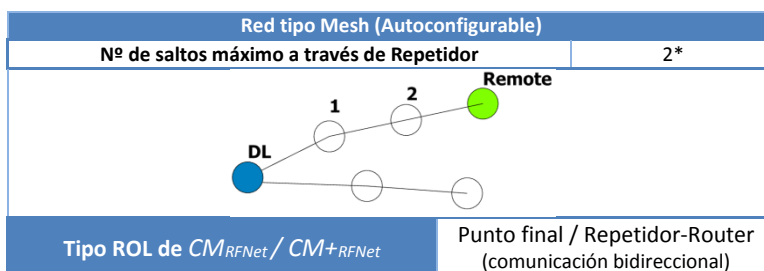 Red tipo Mesh (Autoconfigurable)
Nº de saltos máximo a través de Repetidor 2*
Remote
2
1
DL
Tipo ROL de CMRFNet / CM+RFNet
Punto final / Repetidor-Router
(comunicación bidireccional)